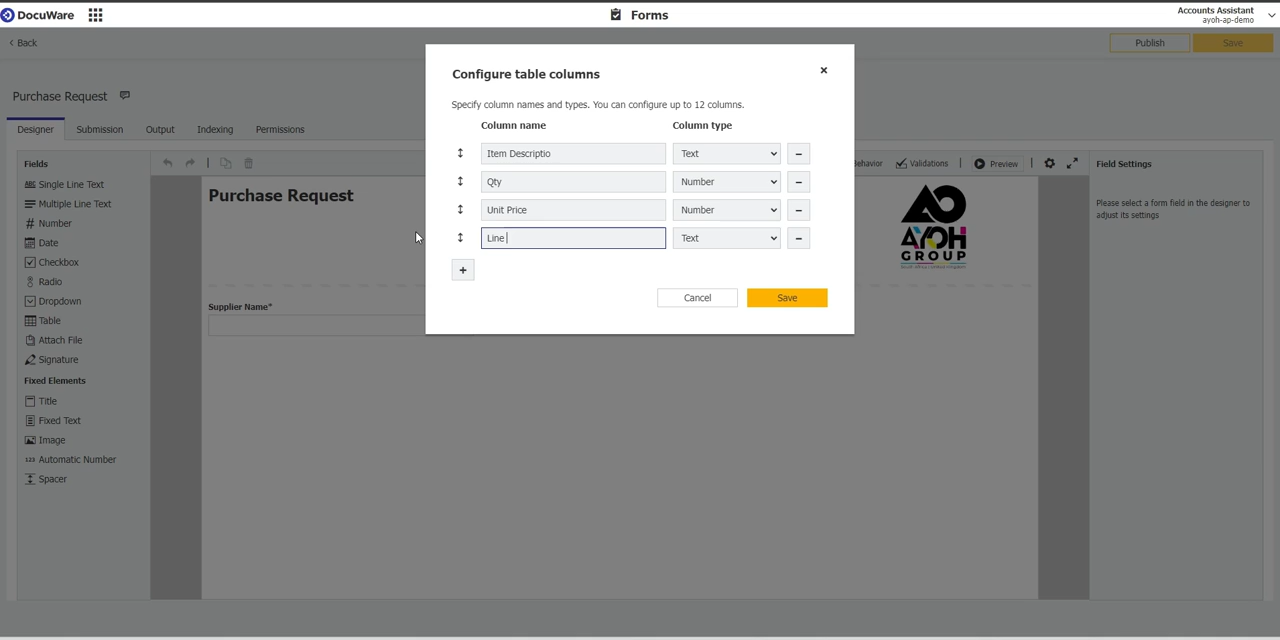 DocuWare
Forms
Accounts Assistant
ayoh-ap-demo
Back
Publish
Save
Purchase Request
Designer
Submission
Output
Indexing
Permissions
Configure table columns
Specify column names and types. You can configure up to 12 columns.
Column name
Column type
Item Descriptio
Text
Qty
Number
Unit Price
Number
Line
Text
Cancel
Save
Fields
ABC Single Line Text
Multiple Line Text
Number
Date
Checkbox
Radio
Dropdown
Table
Attach File
Signature
Fixed Elements
Title
Fixed Text
Image
123 Automatic Number
Spacer
Purchase Request
Supplier Name*
ehavior
Validations
Preview
AYOH
GROUP
Field Settings
Please select a form field in the designer to
adjust its settings